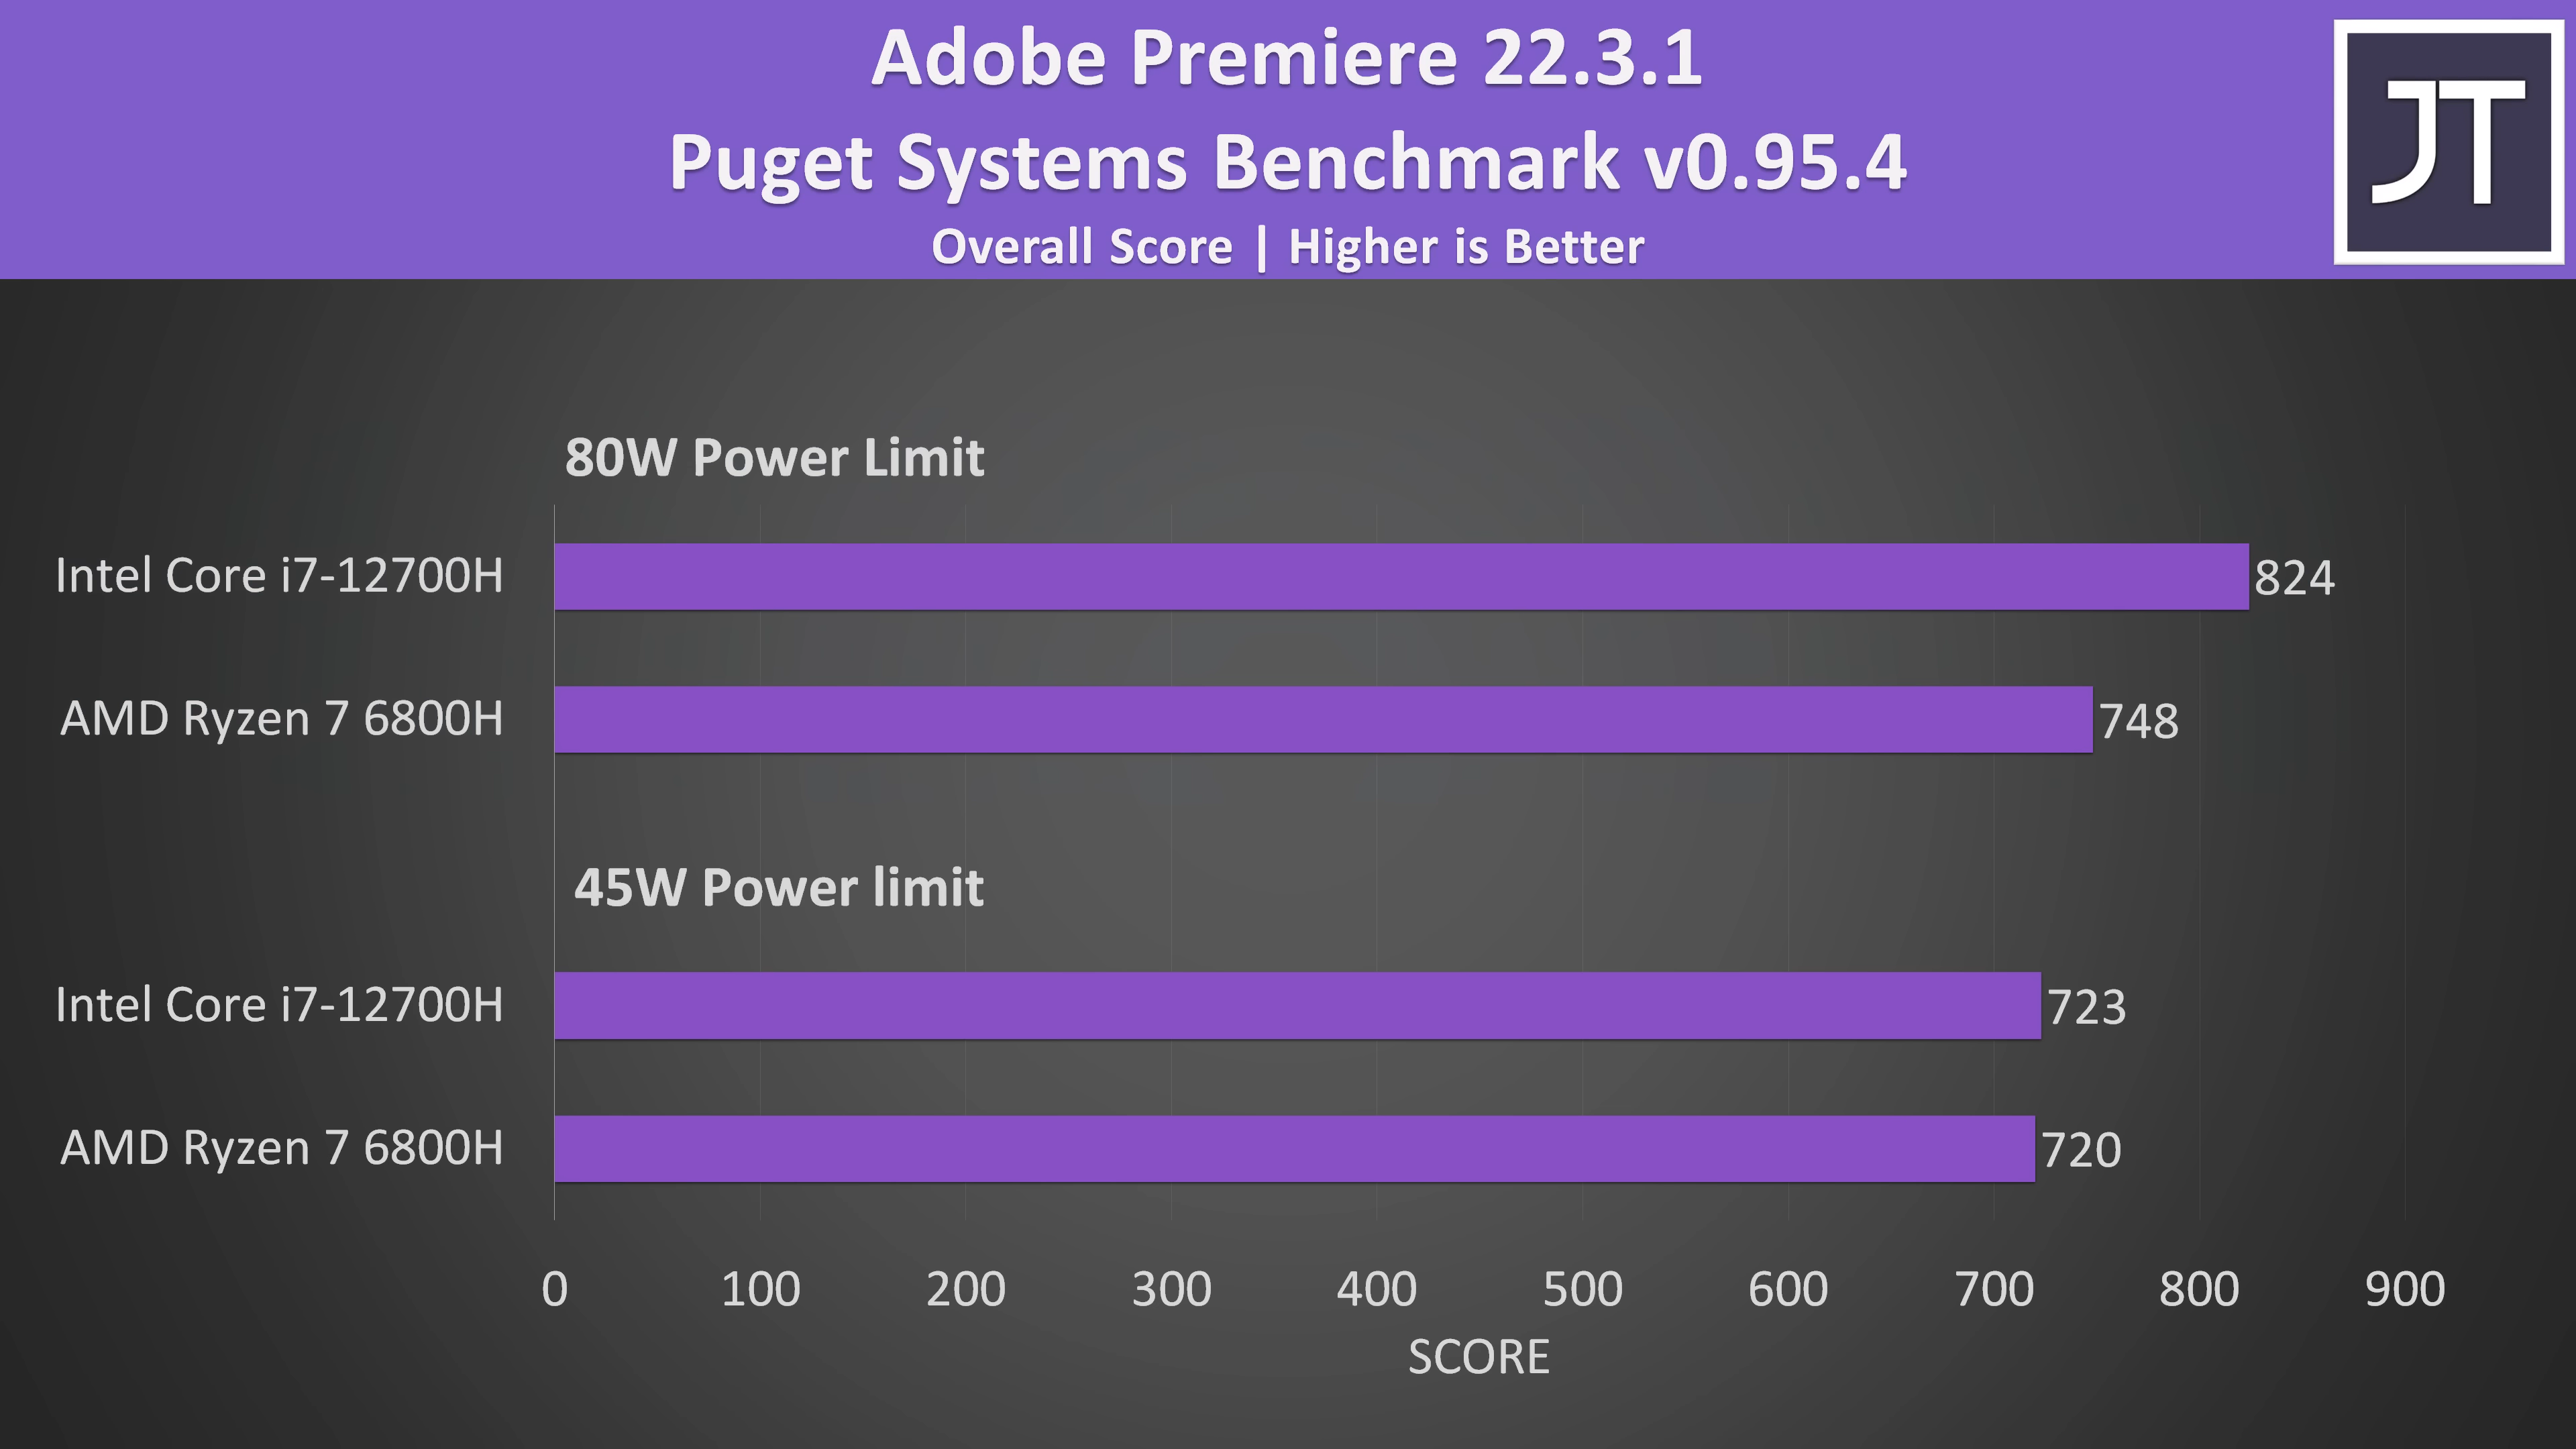 Adobe Premiere 22.3.1
Puget Systems Benchmark v0.95.4
Overall Score | Higher is Better
JT
80W Power Limit
Intel Core i7-12700H 824
AMD Ryzen 7 6800H 748
45W Power limit
Intel Core i7-12700H 723
AMD Ryzen 7 6800H 720
0 100 200 300 400 500 600 700 800 900
SCORE